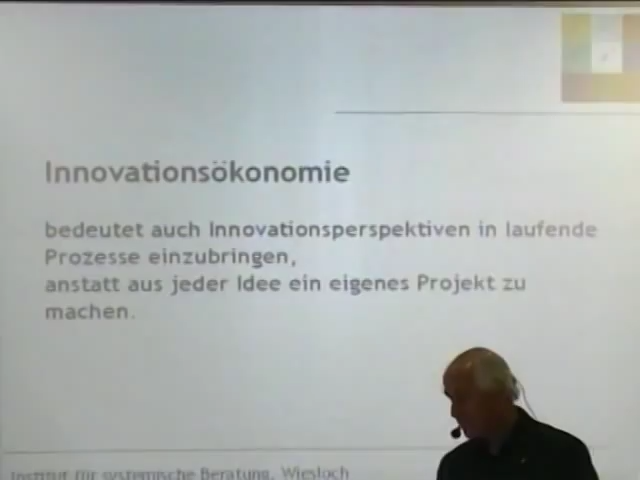 Innovationsökonomie
bedeutet auch Innovationsperspektiven in laufende
Prozesse einzubringen,
anstatt aus jeder Idee ein eigenes Projekt zu
machen.
Institut für systemische Beratung, Wiesloch